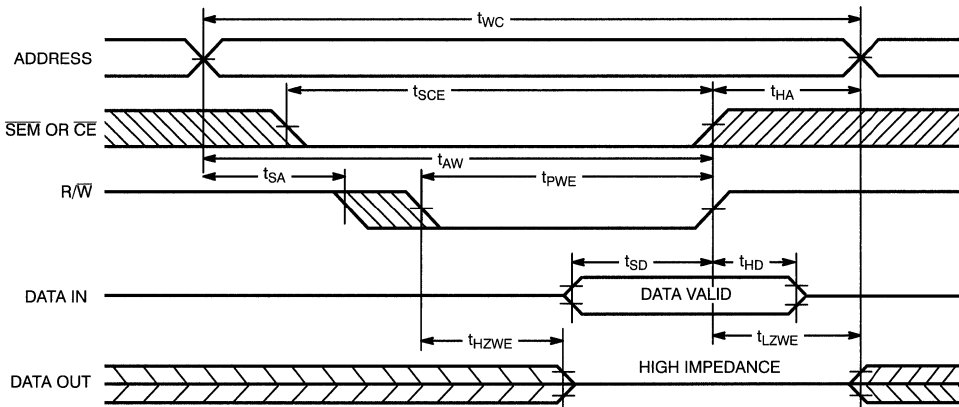 tWC
ADDRESS
tSCE
tHA
SEM OR CE
tAW
tSA
tPWE
R/W
tSD
tHD
DATA IN
DATA VALID
tHZWE
tLZWE
HIGH IMPEDANCE
DATA OUT